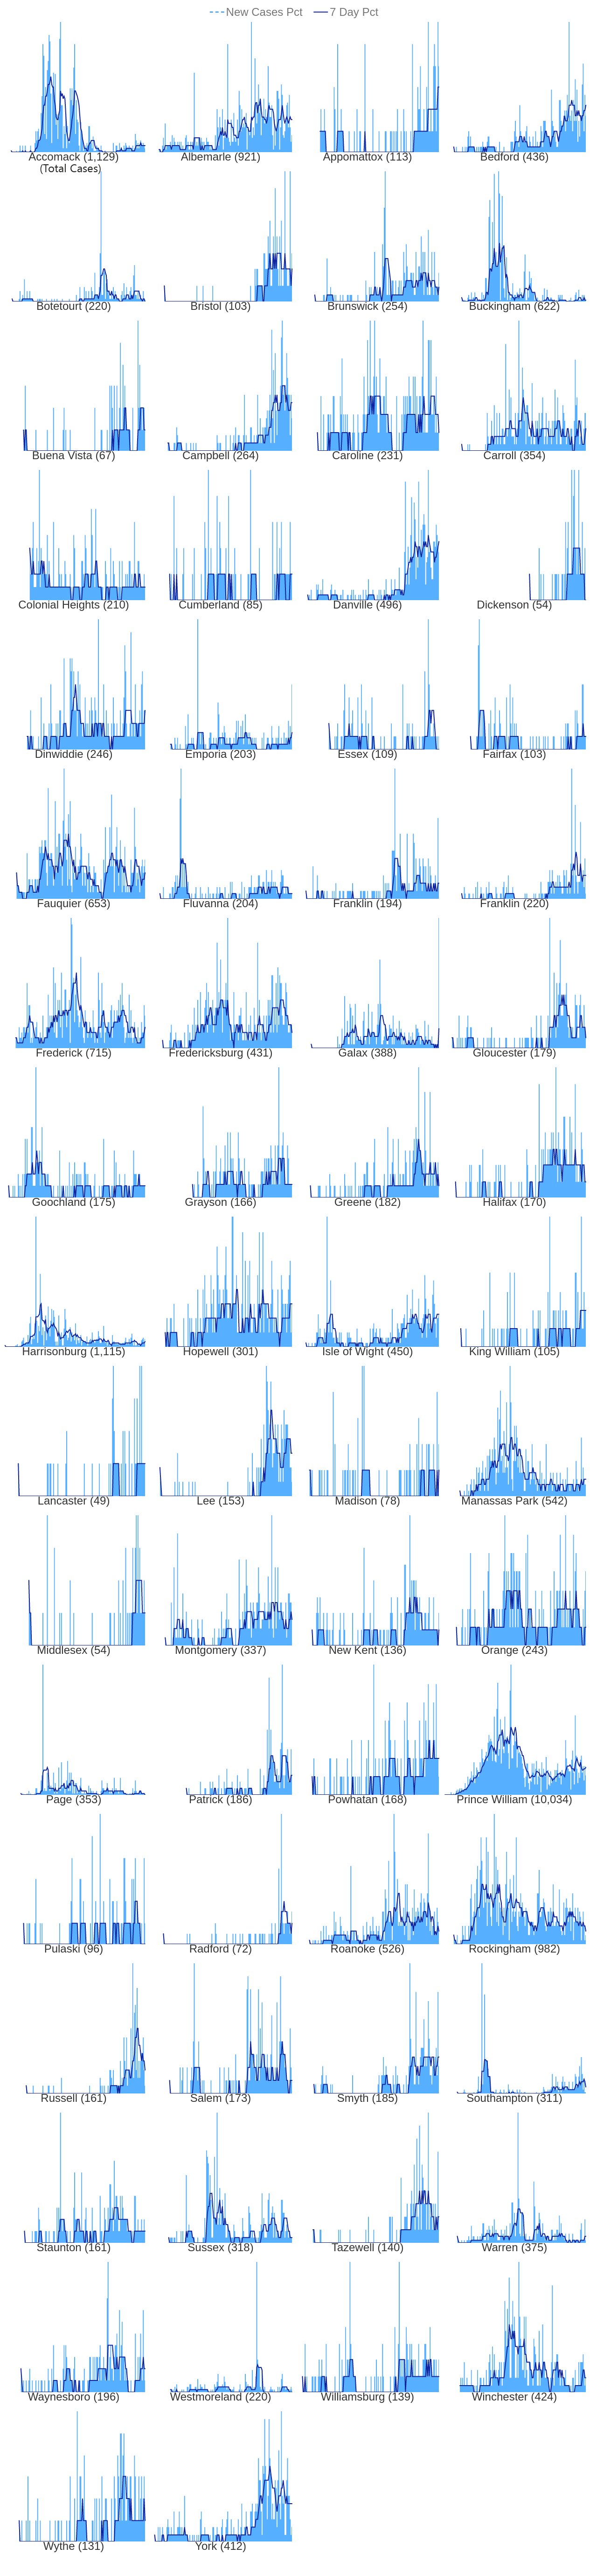 New Cases Pct 7 Day Pct
Accomack (1,129) Albemarle (921) Appomattox (113) Bedford (436)
(Total Cases)
Botetourt (220) Bristol (103) Brunswick (254) Buckingham (622)
Buena Vista (67) Campbell (264) Caroline (231) Carroll (354)
Colonial Heights (210) Cumberland (85) Danville (496) Dickenson (54)
Dinwiddie (246) Emporia (203) Essex (109) Fairfax (103)
Fauquier (653) Fluvanna (204) Franklin (194) Franklin (220)
Frederick (715) Fredericksburg (431) Galax (388) Gloucester (179)
Goochland (175) Grayson (166) Greene (182) Halifax (170)
Harrisonburg (1,115) Hopewell (301) Isle of Wight (450) King William (105)
Lancaster (49) Lee (153) Madison (78) Manassas Park (542)
Middlesex (54) Montgomery (337) New Kent (136) Orange (243)
Page (353) Patrick (186) Powhatan (168) Prince William (10,034)
Pulaski (96) Radford (72) Roanoke (526) Rockingham (982)
Russell (161) Salem (173) Smyth (185) Southampton (311)
Staunton (161) Sussex (318) Tazewell (140) Warren (375)
Waynesboro (196) Westmoreland (220) Williamsburg (139) Winchester (424)
Wythe (131) York (412)